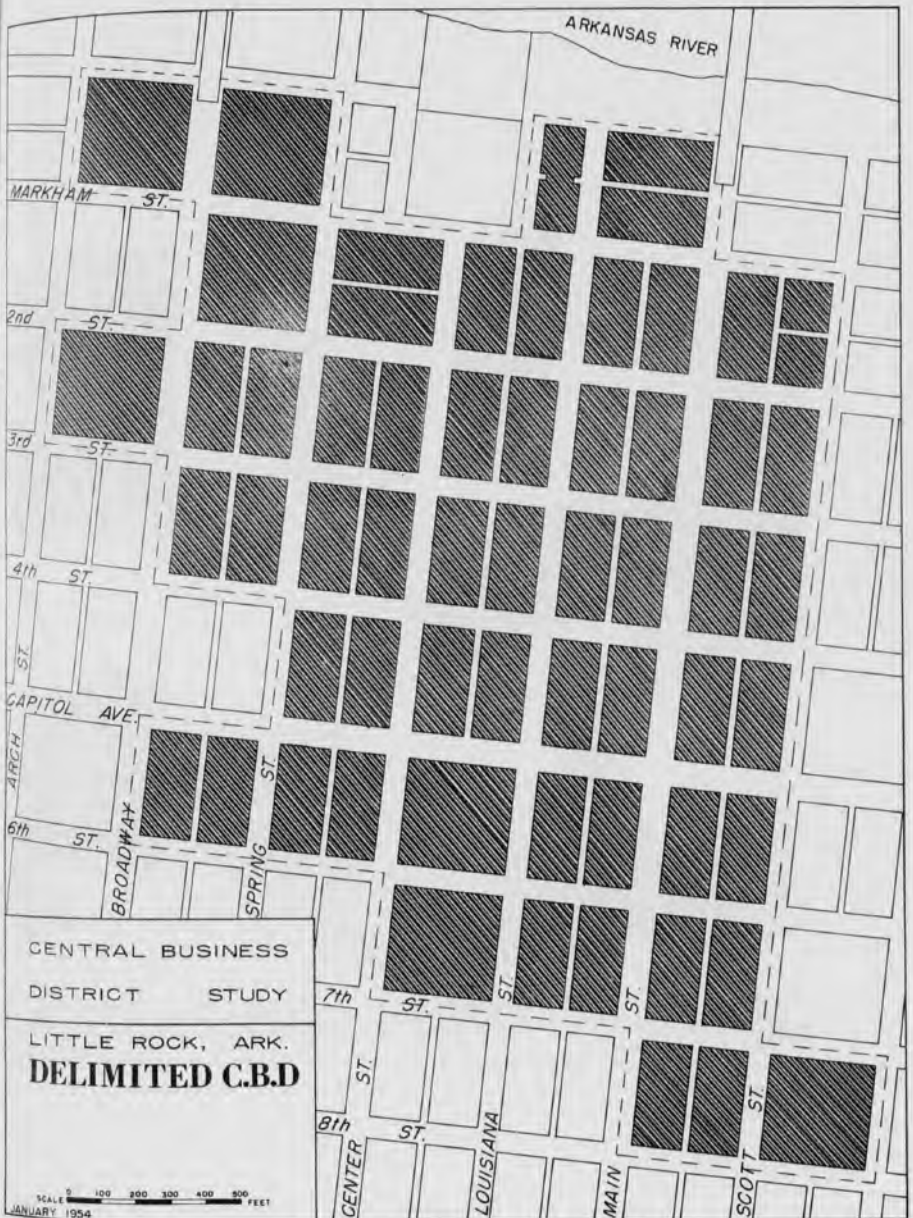 ARKANSAS RIVER
MARKHAM ST.
2nd ST.
3rd ST.
4th ST.
ST.
CAPITOL AVE.
ARCH
6th ST.
BROADWAY
SPRING ST.
CENTRAL BUSINESS
DISTRICT STUDY
LITTLE ROCK, ARK.
DELIMITED C.B.D
7th ST.
8th ST.
CENTER ST.
LOUISIANA ST.
MAIN ST.
SCOTT ST.
SCALE 0 100 200 300 400 500 FEET
JANUARY 1954